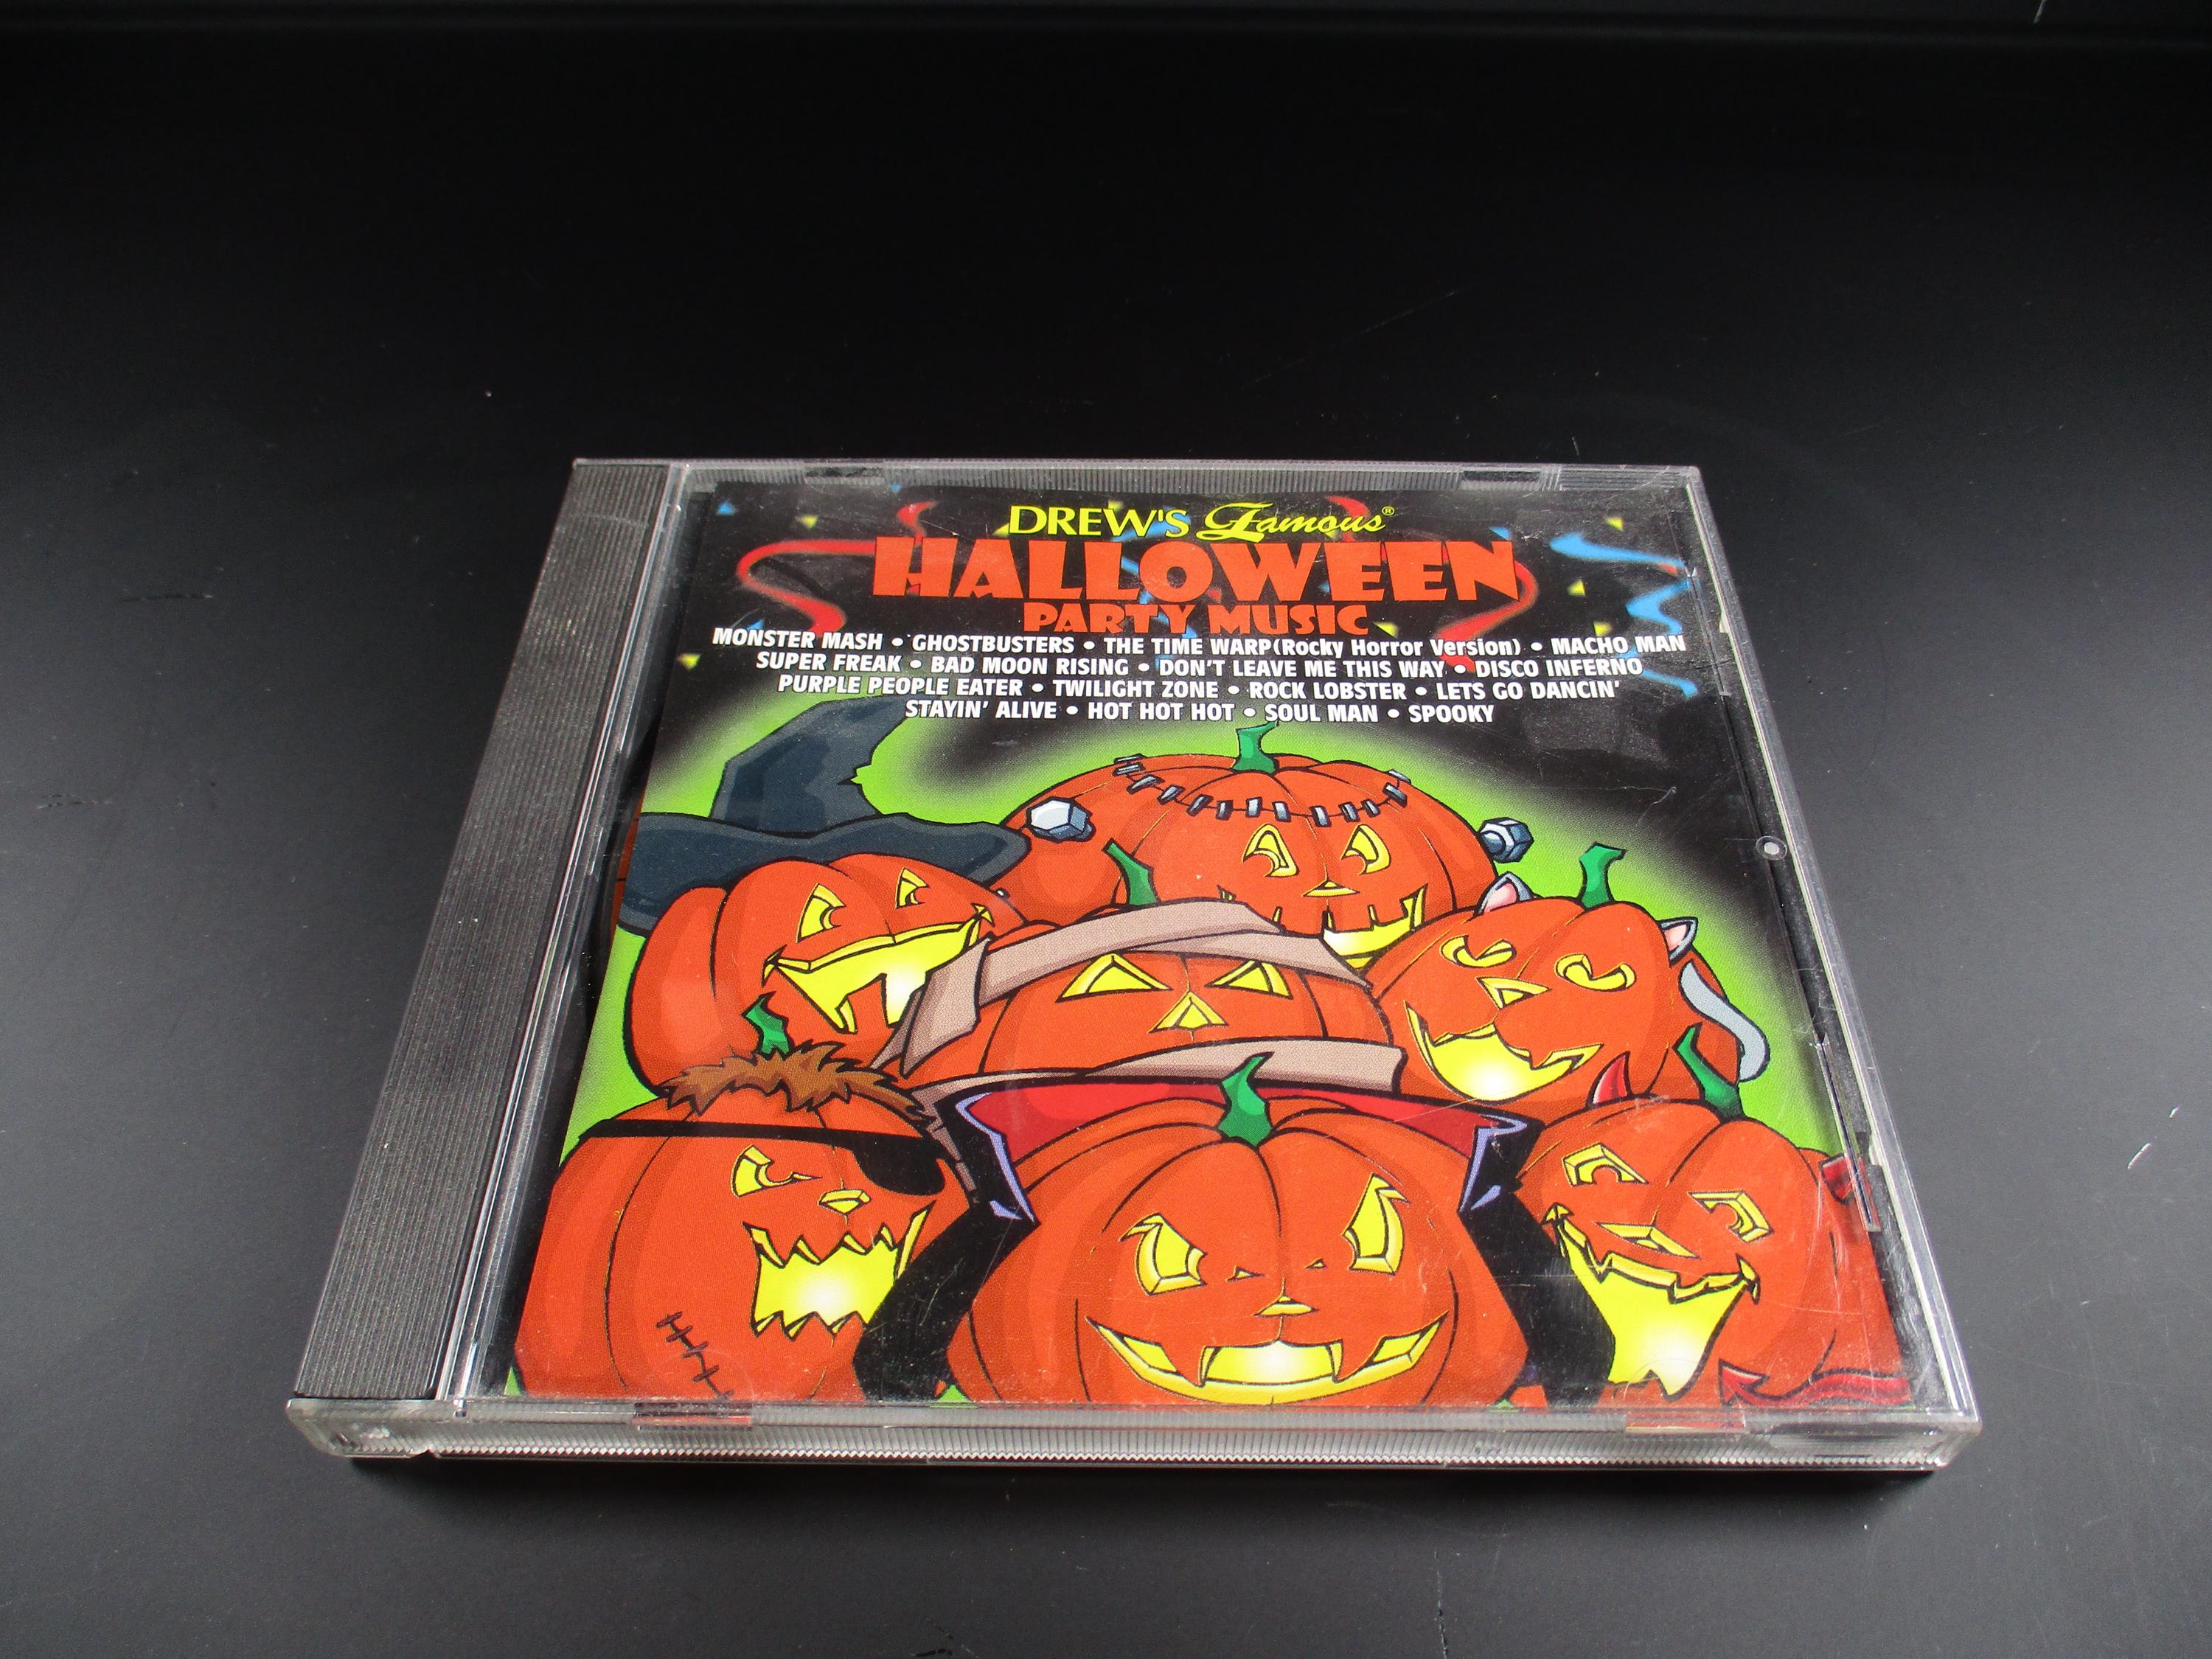 DREW'S Famous®
HALLOWEEN
PARTY MUSIC
MONSTER MASH • GHOSTBUSTERS • THE TIME WARP(Rocky Horror Version) • MACHO MAN
SUPER FREAK • BAD MOON RISING • DON'T LEAVE ME THIS WAY • DISCO INFERNO
PURPLE PEOPLE EATER • TWILIGHT ZONE • ROCK LOBSTER • LETS GO DANCIN'
STAYIN' ALIVE • HOT HOT HOT • SOUL MAN • SPOOKY